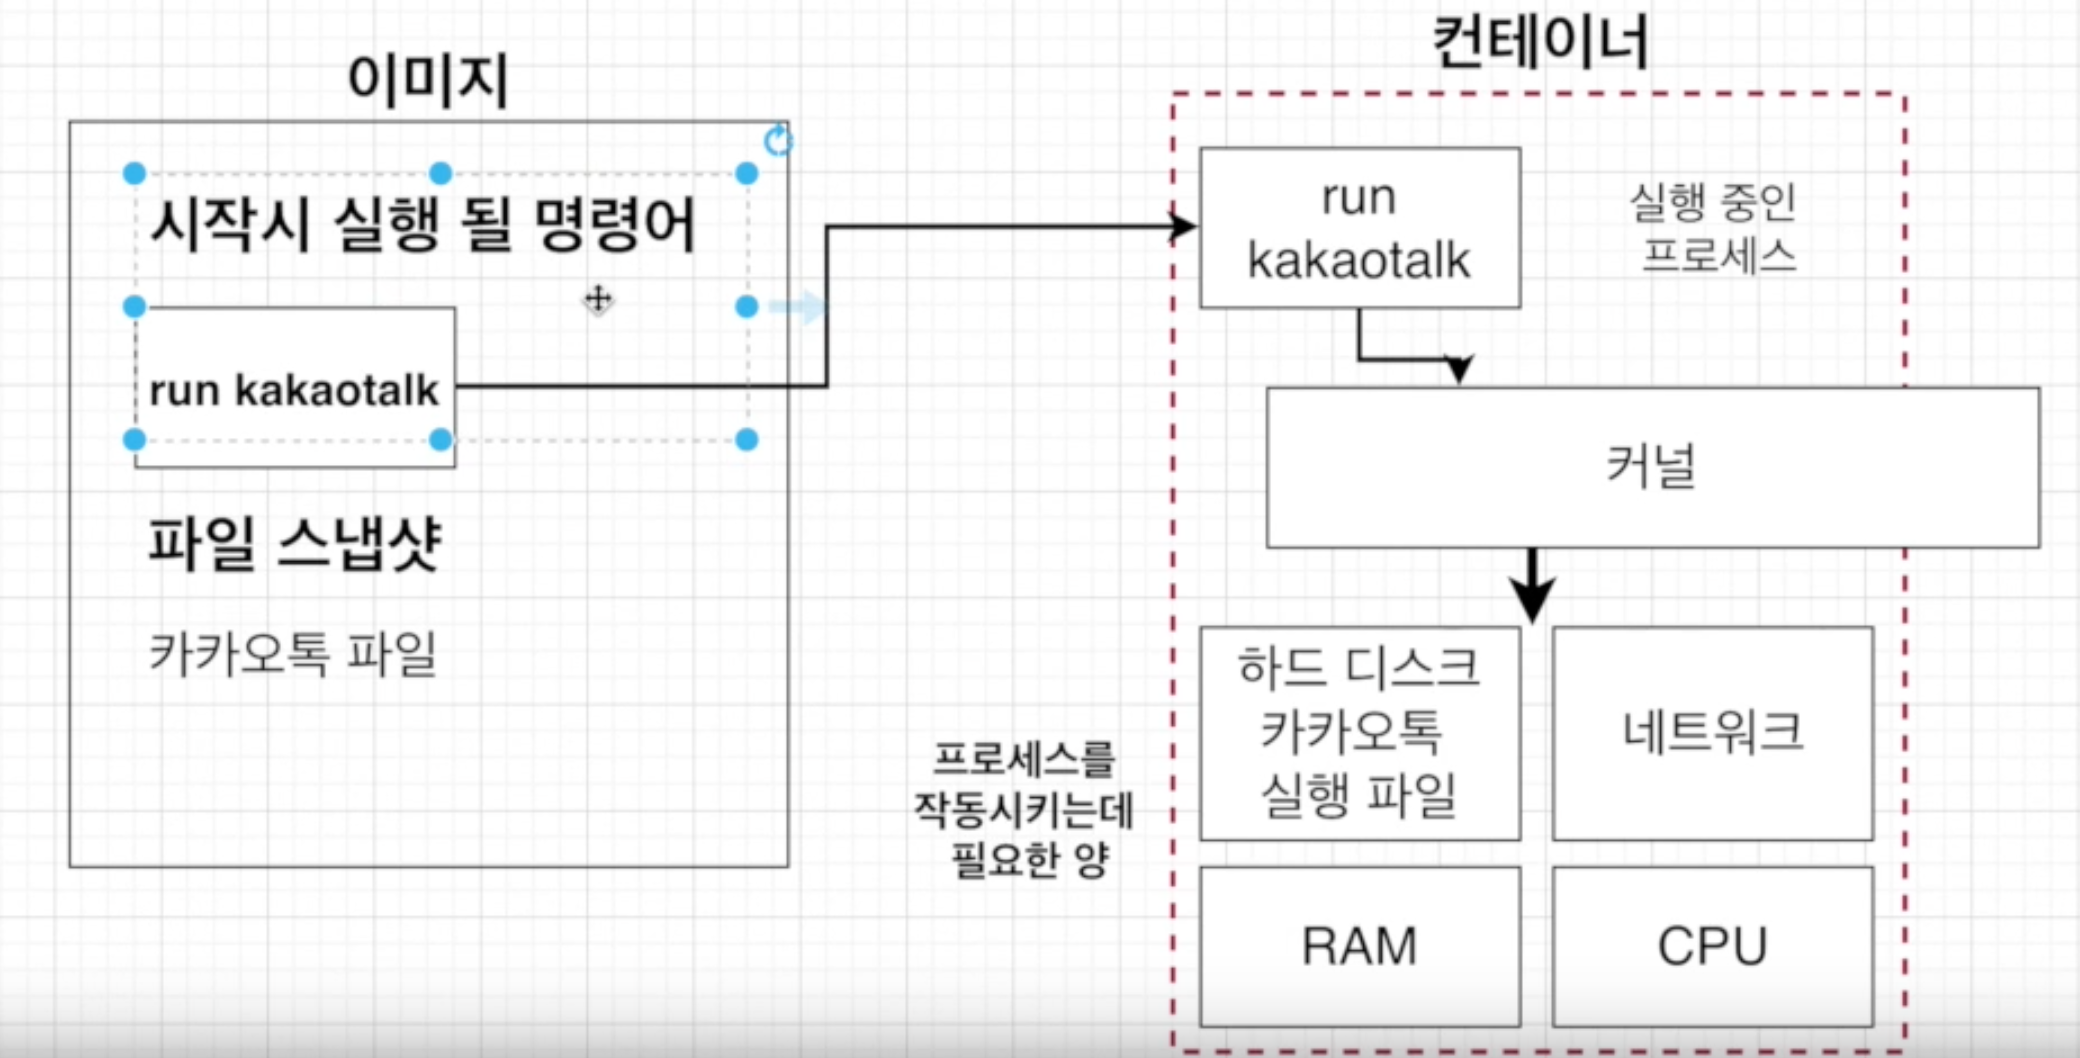 이미지
시작시 실행 될 명령어
run kakaotalk
파일 스냅샷
카카오톡 파일
컨테이너
run
kakaotalk
실행 중인
프로세스
커널
프로세스를
작동시키는데
필요한 양
하드 디스크
카카오톡
실행 파일
네트워크
RAM
CPU